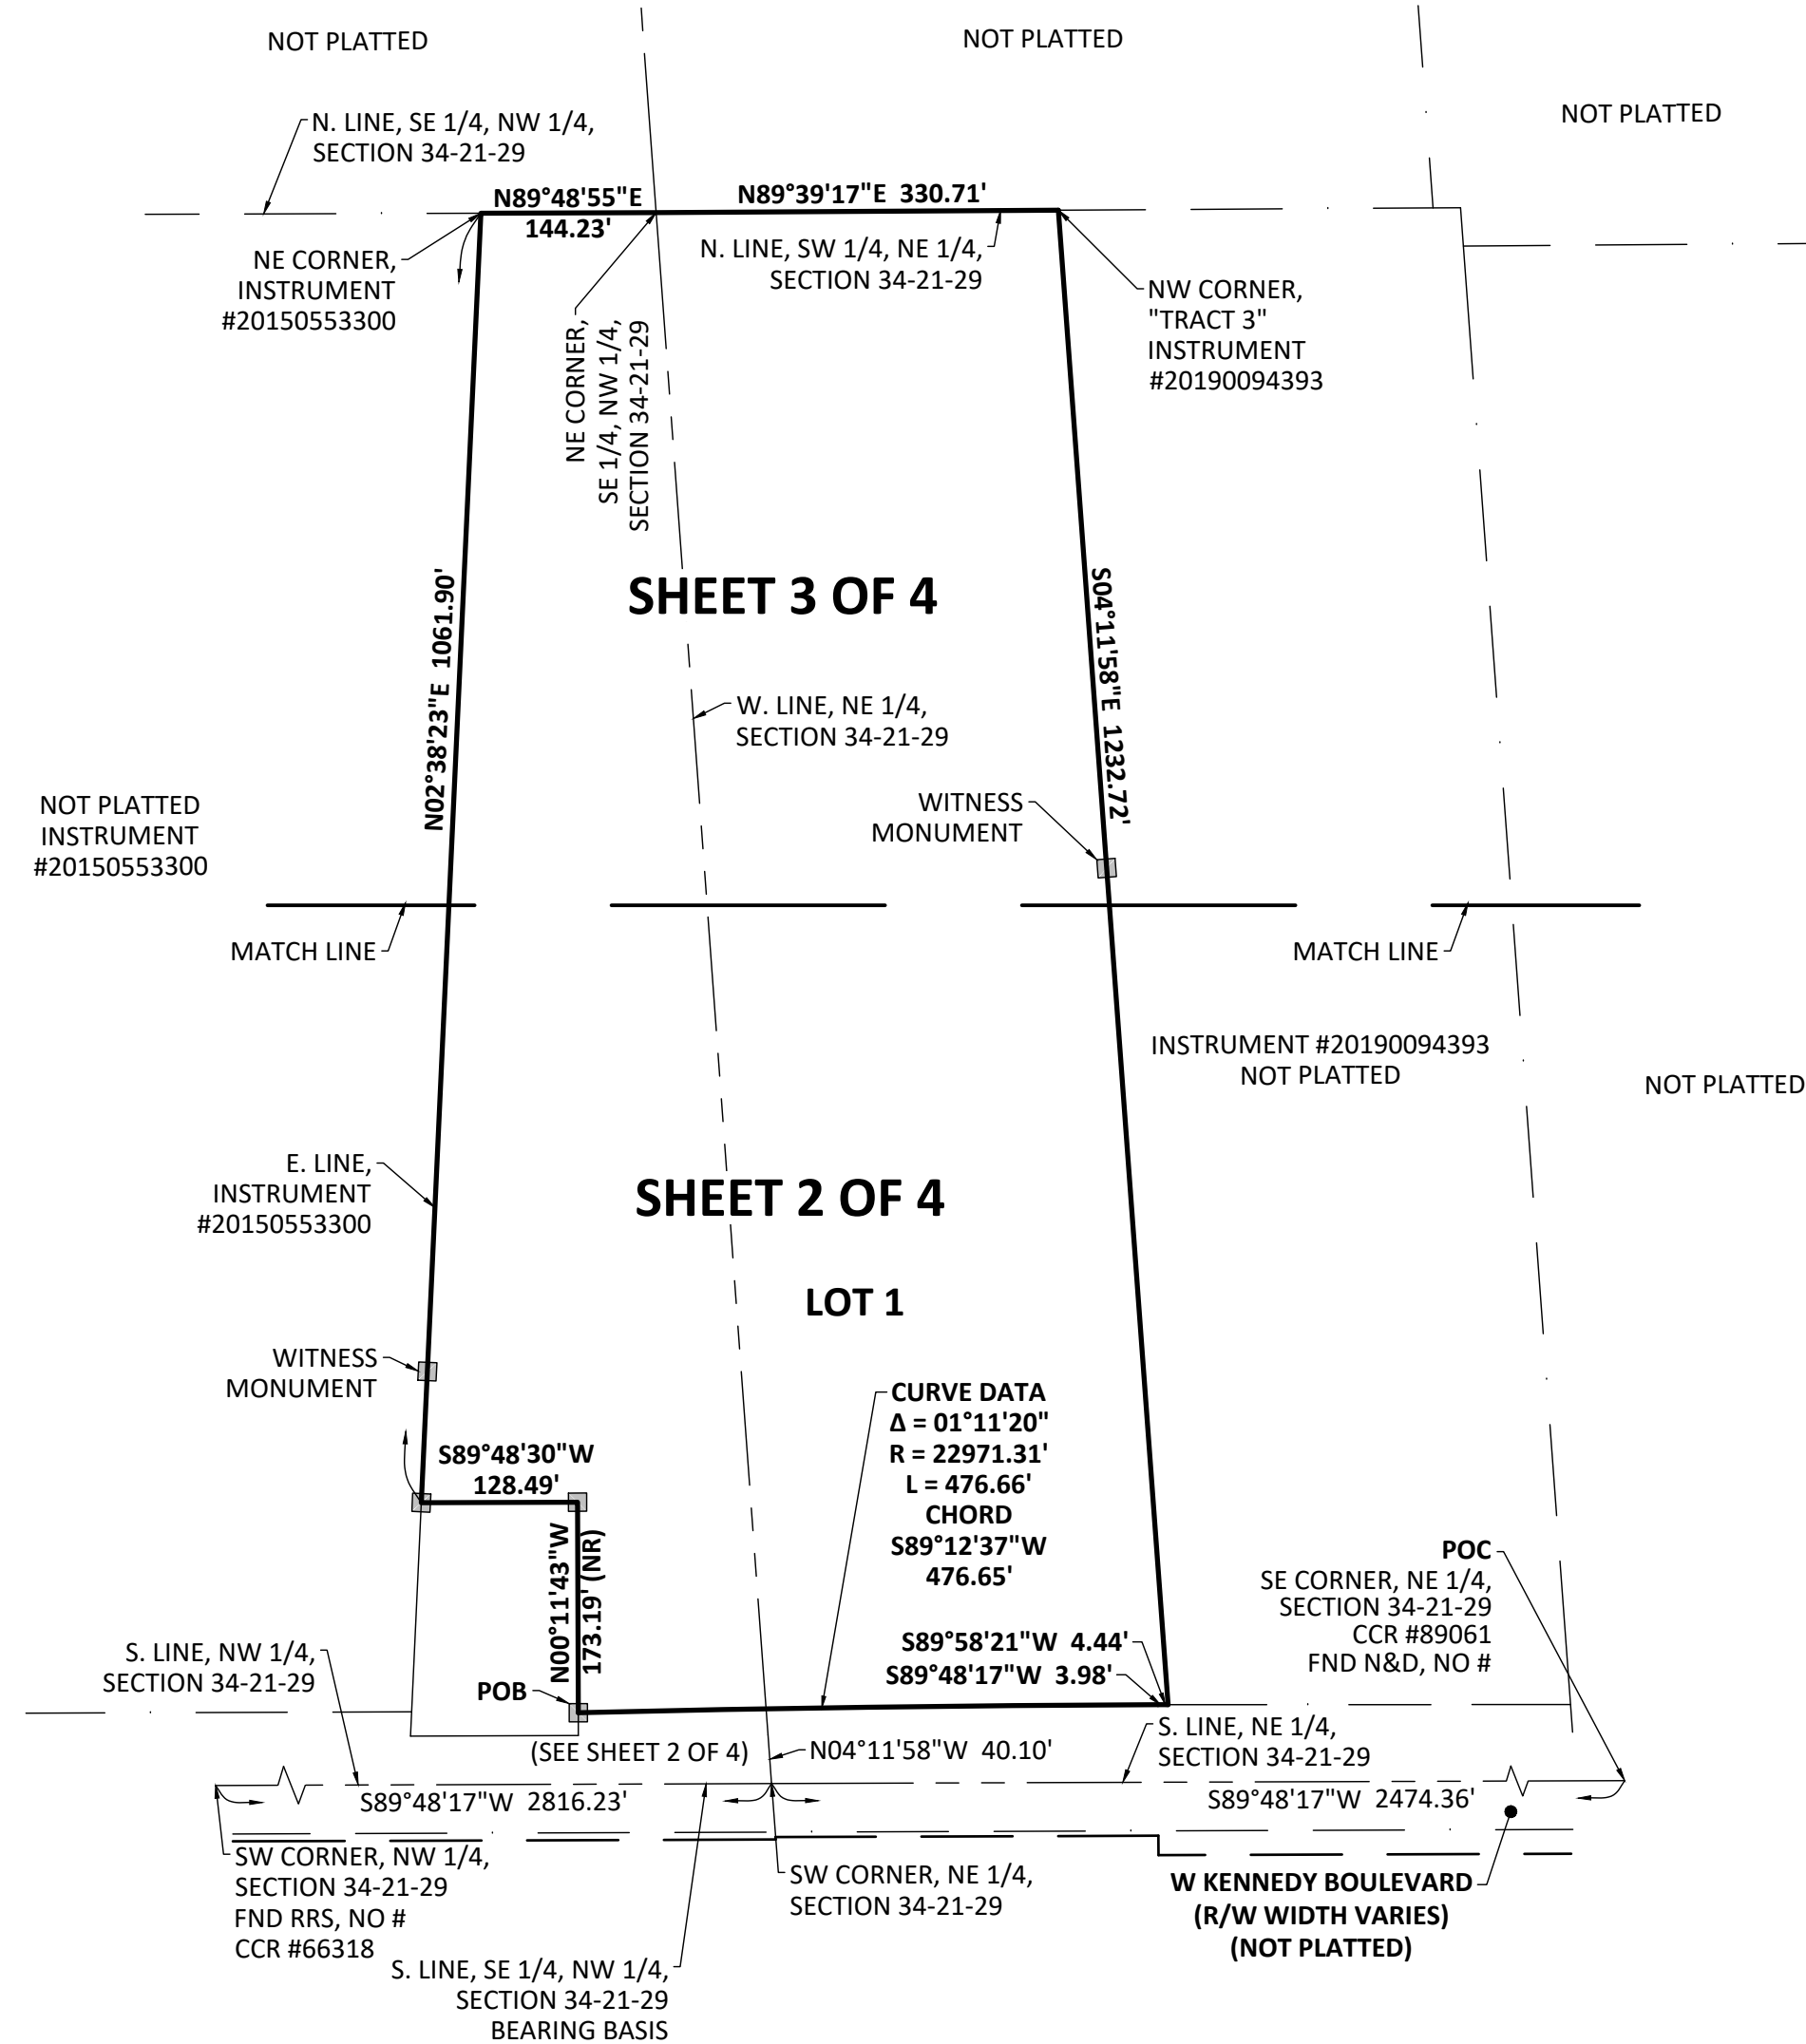 NOT PLATTED
NOT PLATTED
NOT PLATTED
N. LINE, SE 1/4, NW 1/4,
SECTION 34-21-29
N89°48'55"E
144.23'
N89°39'17"E 330.71'
NE CORNER,
INSTRUMENT
#20150553300
N. LINE, SW 1/4, NE 1/4,
SECTION 34-21-29
NW CORNER,
"TRACT 3"
INSTRUMENT
#20190094393
NE CORNER,
SE 1/4, NW 1/4,
SECTION 34-21-29
SHEET 3 OF 4
N02°38'23"E 1061.90'
S04°11'58"E 1232.72'
W. LINE, NE 1/4,
SECTION 34-21-29
NOT PLATTED
INSTRUMENT
#20150553300
WITNESS
MONUMENT
MATCH LINE
MATCH LINE
INSTRUMENT #20190094393
NOT PLATTED
NOT PLATTED
E. LINE,
INSTRUMENT
#20150553300
SHEET 2 OF 4
LOT 1
WITNESS
MONUMENT
CURVE DATA
Δ = 01°11'20"
R = 22971.31'
L = 476.66'
CHORD
S89°12'37"W
476.65'
S89°48'30"W
128.49'
N00°11'43"W
173.19' (NR)
POC
SE CORNER, NE 1/4,
SECTION 34-21-29
CCR #89061
FND N&D, NO #
S89°58'21"W 4.44'
S89°48'17"W 3.98'
S. LINE, NW 1/4,
SECTION 34-21-29
POB
(SEE SHEET 2 OF 4)
N04°11'58"W 40.10'
S. LINE, NE 1/4,
SECTION 34-21-29
S89°48'17"W 2816.23'
S89°48'17"W 2474.36'
SW CORNER, NW 1/4,
SECTION 34-21-29
FND RRS, NO #
CCR #66318
SW CORNER, NE 1/4,
SECTION 34-21-29
W KENNEDY BOULEVARD
(R/W WIDTH VARIES)
(NOT PLATTED)
S. LINE, SE 1/4, NW 1/4,
SECTION 34-21-29
BEARING BASIS